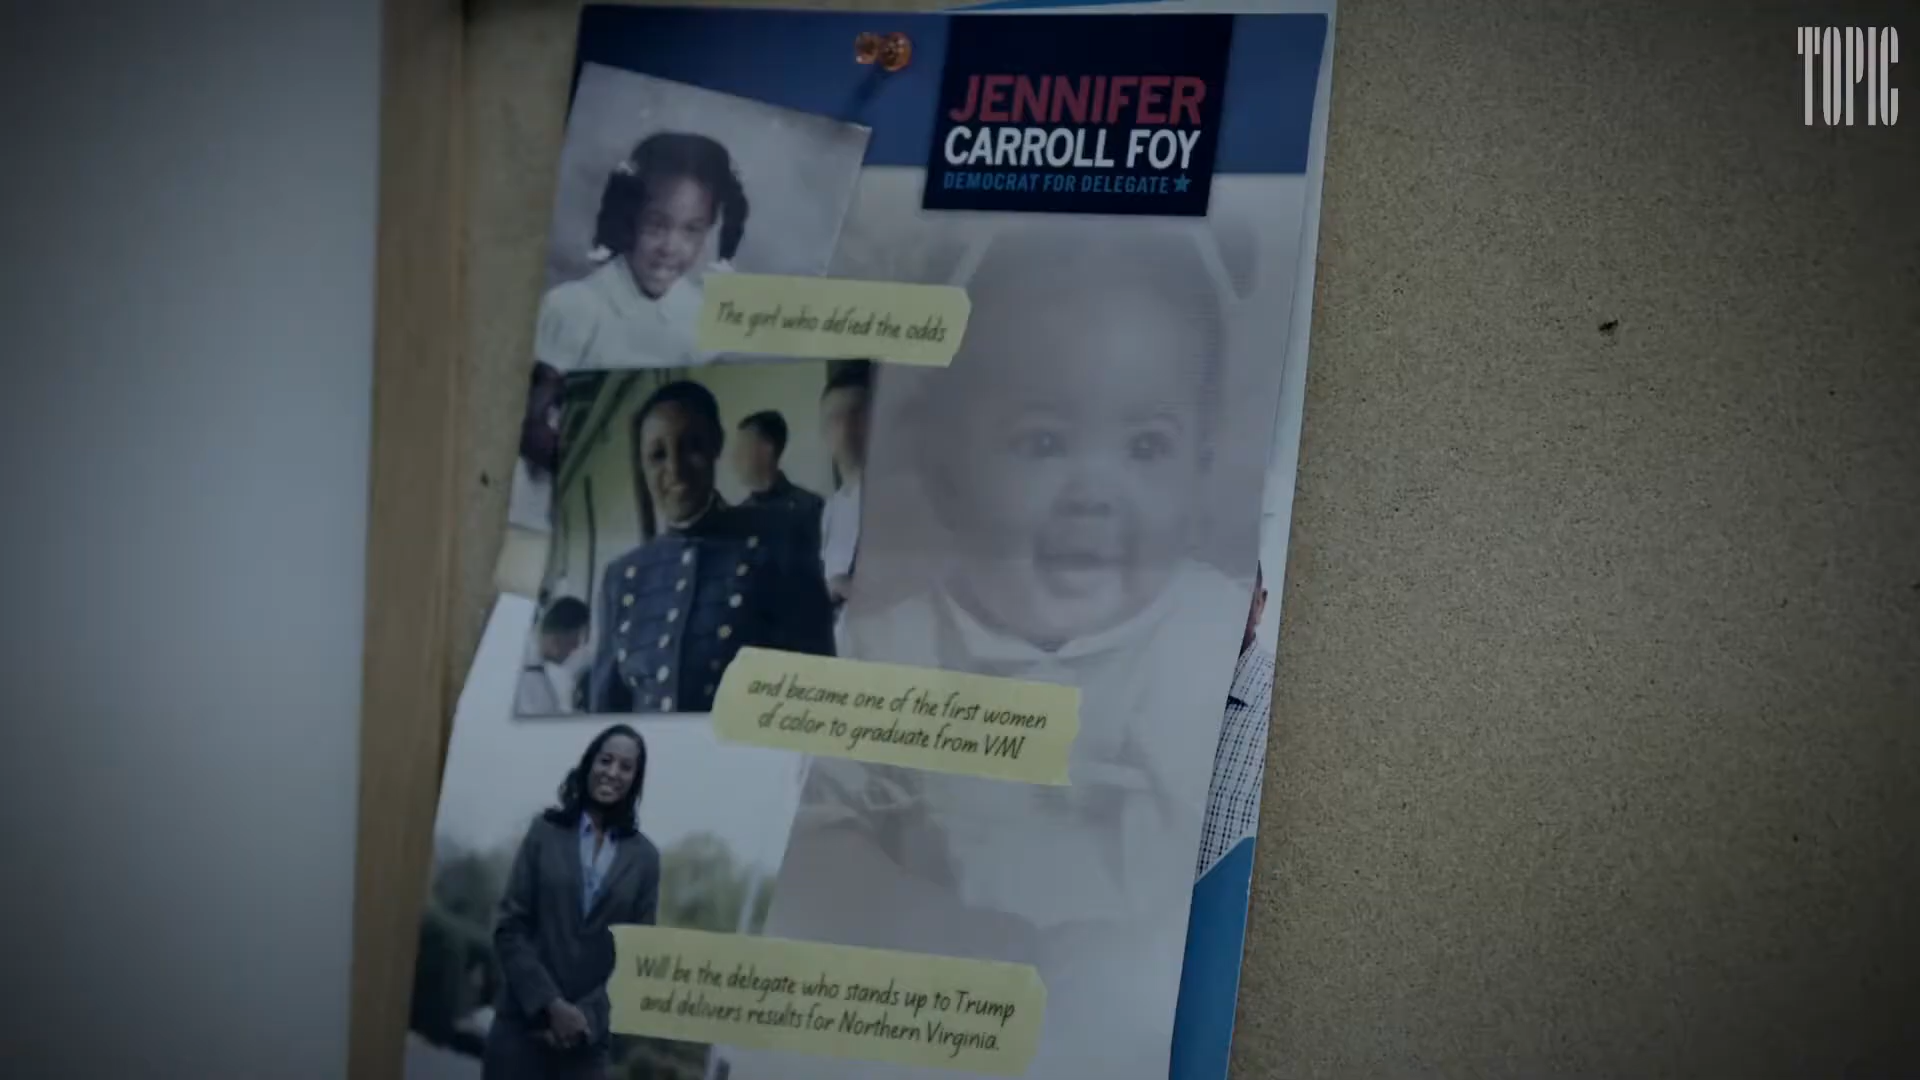 TOPIC
JENNIFER
CARROLL FOY
DEMOCRAT FOR DELEGATE
The girl who defied the odds
and became one of the first women
of color to graduate from VMI
Will be the delegate who stands up to Trump
and delivers results for Northern Virginia.